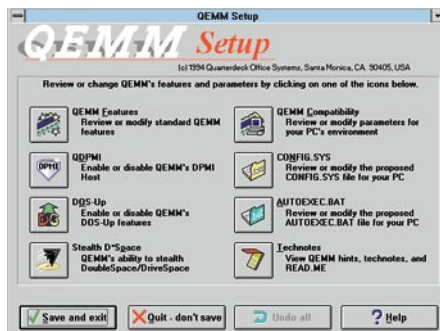 QEMM Setup
QEMM Setup
(c)1994 Quarterdeck Office Systems, Santa Monica, CA. 90405, USA
Review or change QEMM's features and parameters by clicking on one of the icons below.
QEMM Features
Review or modify standard QEMM
features
QEMM Compatibility
Review or modify parameters for
your PC's environment
DPMI
QDPMI
Enable or disable QEMM's DPMI
Host
CONFIG.SYS
Review or modify the proposed
CONFIG.SYS file for your PC
DOS-Up
Enable or disable QEMM's
DOS-Up features
AUTOEXEC.BAT
Review or modify the proposed
AUTOEXEC.BAT file for your PC
Stealth D*Space
QEMM's ability to stealth
DoubleSpace/DriveSpace
Technotes
View QEMM hints, technotes, and
READ.ME
Save and exit
Quit - don't save
Undo all
? Help